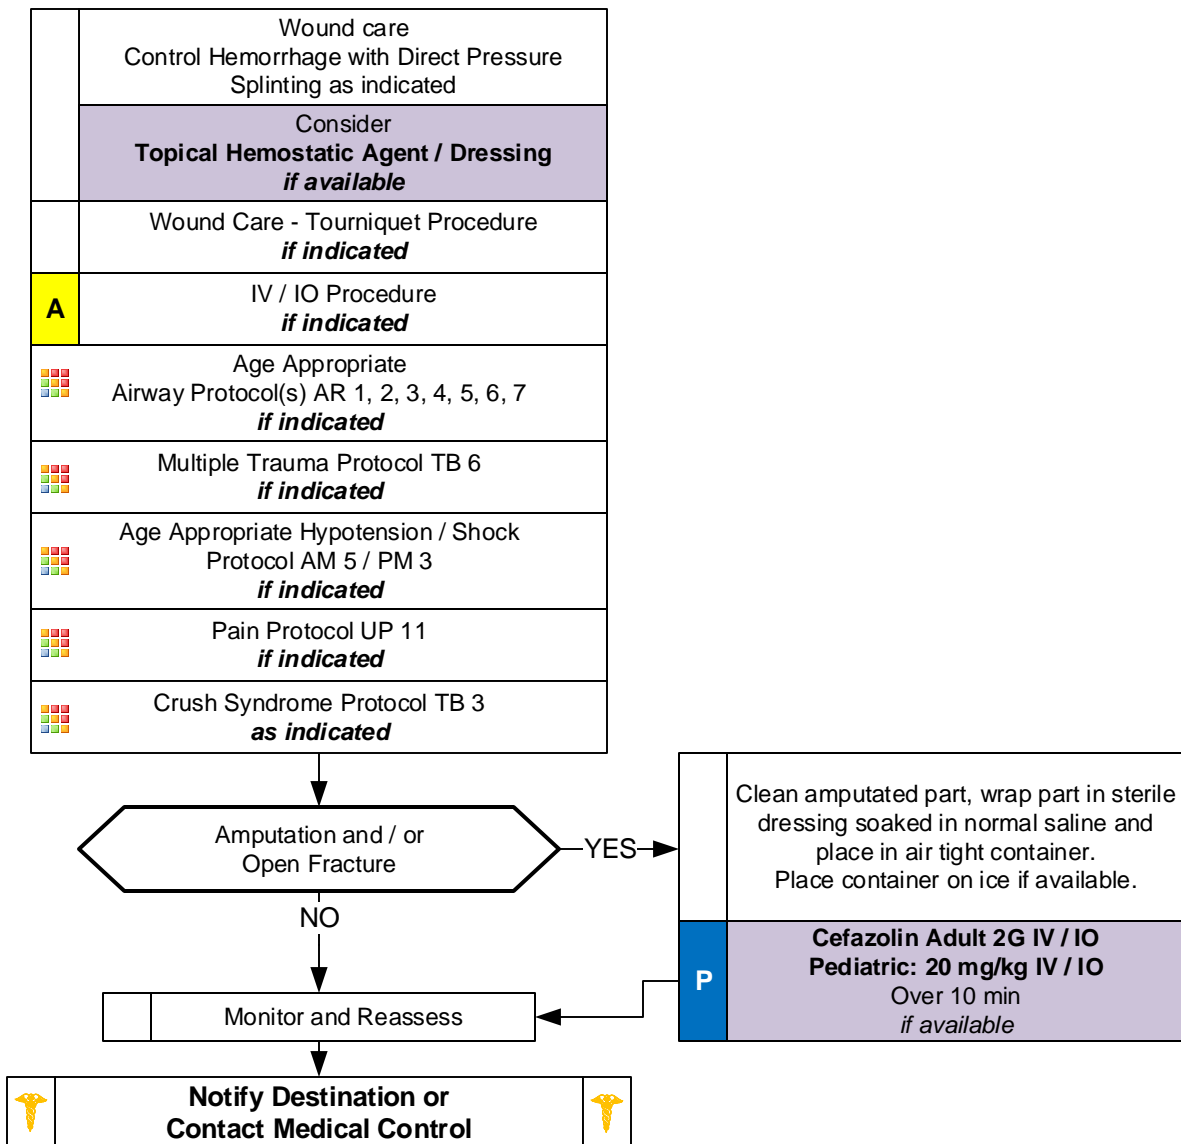 Wound care
Control Hemorrhage with Direct Pressure
Splinting as indicated
Consider
Topical Hemostatic Agent / Dressing
if available
Wound Care - Tourniquet Procedure
if indicated
A
IV / IO Procedure
if indicated
Age Appropriate
Airway Protocol(s) AR 1, 2, 3, 4, 5, 6, 7
if indicated
Multiple Trauma Protocol TB 6
if indicated
Age Appropriate Hypotension / Shock
Protocol AM 5 / PM 3
if indicated
Pain Protocol UP 11
if indicated
Crush Syndrome Protocol TB 3
as indicated
Amputation and / or
Open Fracture
YES
Clean amputated part, wrap part in sterile
dressing soaked in normal saline and
place in air tight container.
Place container on ice if available.
P
Cefazolin Adult 2G IV / IO
Pediatric: 20 mg/kg IV / IO
Over 10 min
if available
NO
Monitor and Reassess
Notify Destination or
Contact Medical Control